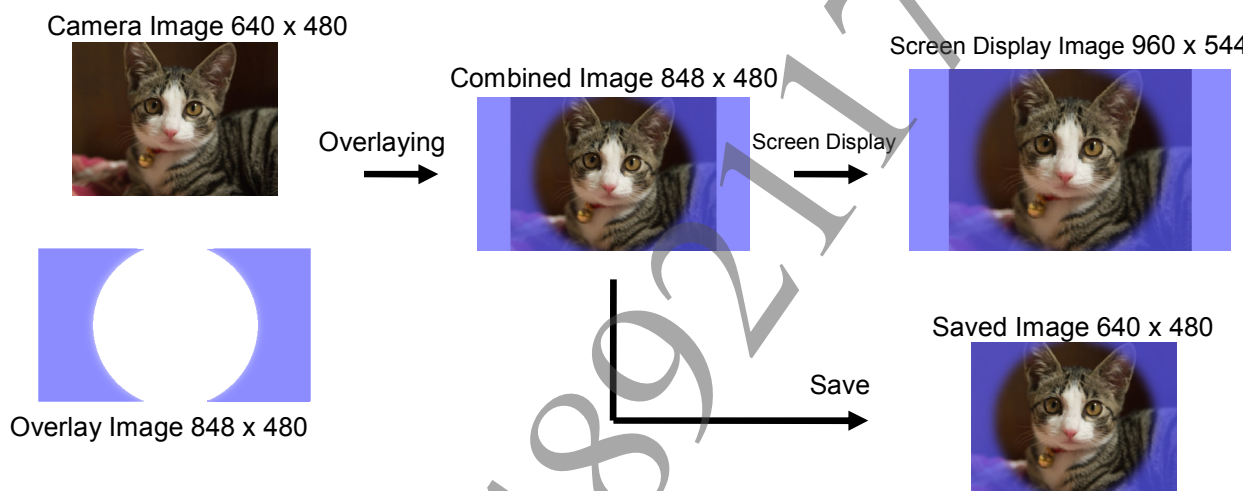 Camera Image 640 x 480
Screen Display Image 960 x 544
Combined Image 848 x 480
Overlaying
Screen Display
Saved Image 640 x 480
Save
Overlay Image 848 x 480
892117